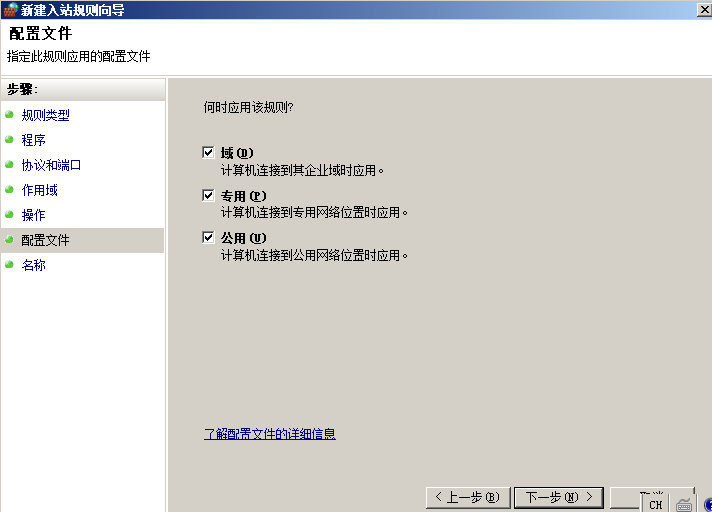 新建入站规则向导
配置文件
指定此规则应用的配置文件
步骤:
规则类型
程序
协议和端口
作用域
操作
配置文件
名称
何时应用该规则?
域(D)
计算机连接到其企业域时应用。
专用(P)
计算机连接到专用网络位置时应用。
公用(U)
计算机连接到公用网络位置时应用。
了解配置文件的详细信息
< 上一步(B)
下一步(N) >
CH